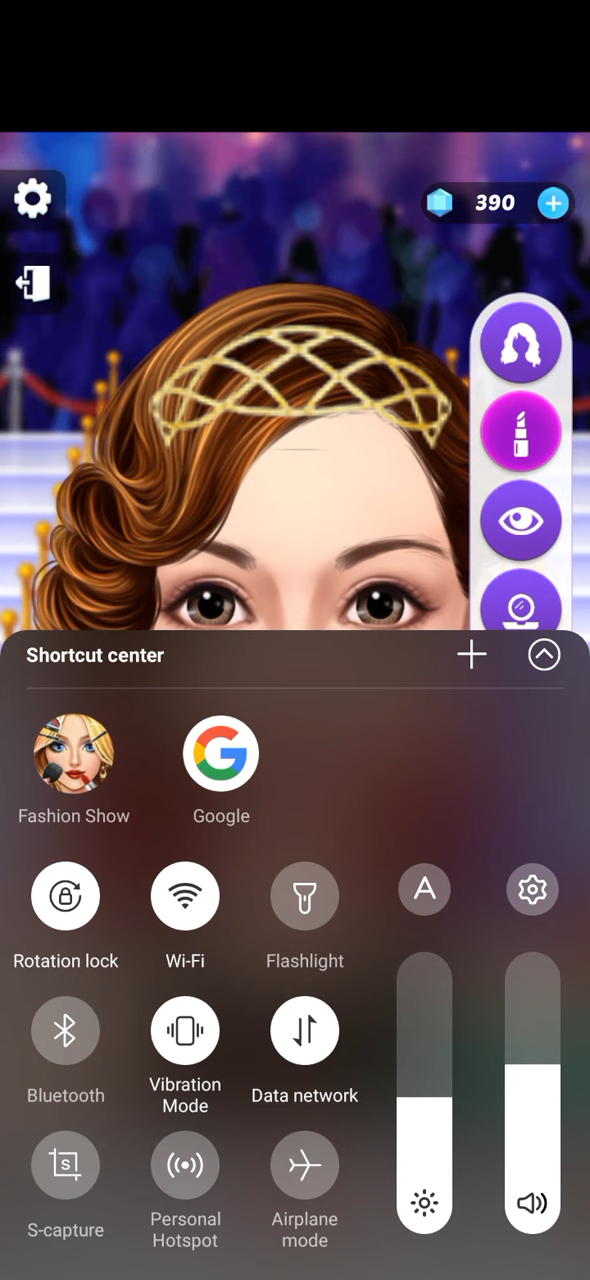 390
Shortcut center
Fashion Show
Google
Rotation lock
Wi-Fi
Flashlight
Bluetooth
Vibration
Mode
Data network
S-capture
Personal
Hotspot
Airplane
mode